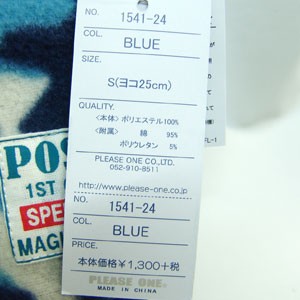 NO. 1541-24
COL. BLUE
SIZE.
S(ヨコ25cm)
QUALITY.
〈本体〉ポリエステル100%
〈附属〉 綿 95%
ポリウレタン 5%
PLEASE ONE CO.,LTD.
052-910-8511
http://www.please-one.co.jp
NO. 1541-24
COL. BLUE
PRICE.
本体価格¥1,300+税
PLEASE ONE.
MADE IN CHINA
POS
1ST
SPE
MAG
FL-1